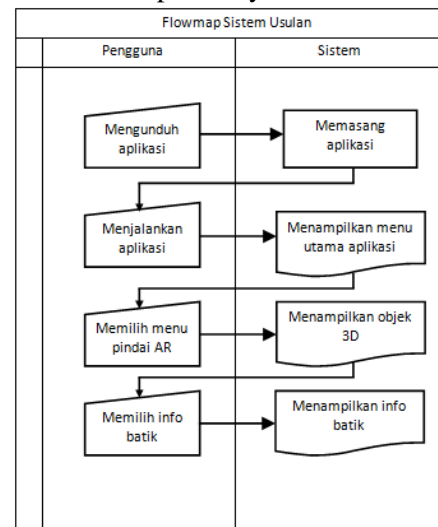 Flowmap Sistem Usulan
Pengguna
Sistem
Mengunduh
aplikasi
Memasang
aplikasi
Menjalankan
aplikasi
Menampilkan menu
utama aplikasi
Memilih menu
pindai AR
Menampilkan objek
3D
Memilih info
batik
Menampilkan info
batik